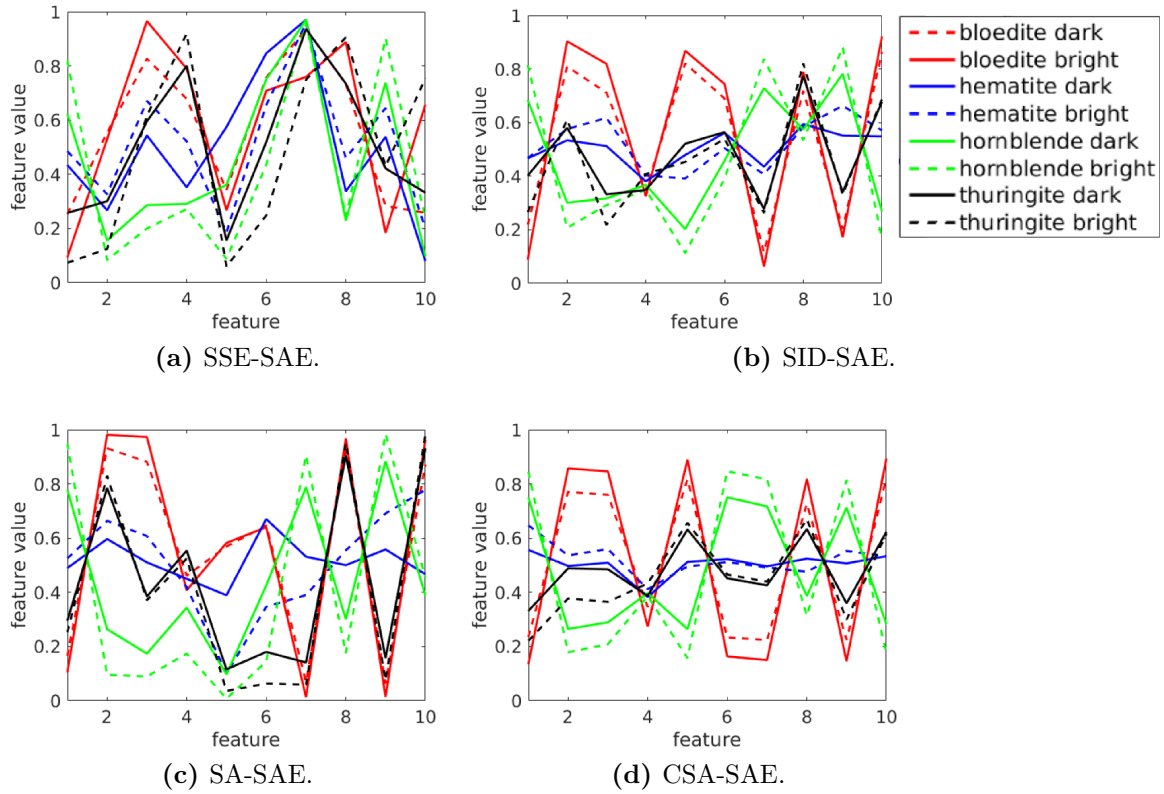 1
0.8
0.6
0.4
0.2
0
2 4 6 8 10
feature value
feature
(a) SSE-SAE.
1
0.8
0.6
0.4
0.2
0
2 4 6 8 10
feature value
feature
(b) SID-SAE.
bloedite dark
bloedite bright
hematite dark
hematite bright
hornblende dark
hornblende bright
thuringite dark
thuringite bright
1
0.8
0.6
0.4
0.2
0
2 4 6 8 10
feature value
feature
(c) SA-SAE.
1
0.8
0.6
0.4
0.2
0
2 4 6 8 10
feature value
feature
(d) CSA-SAE.